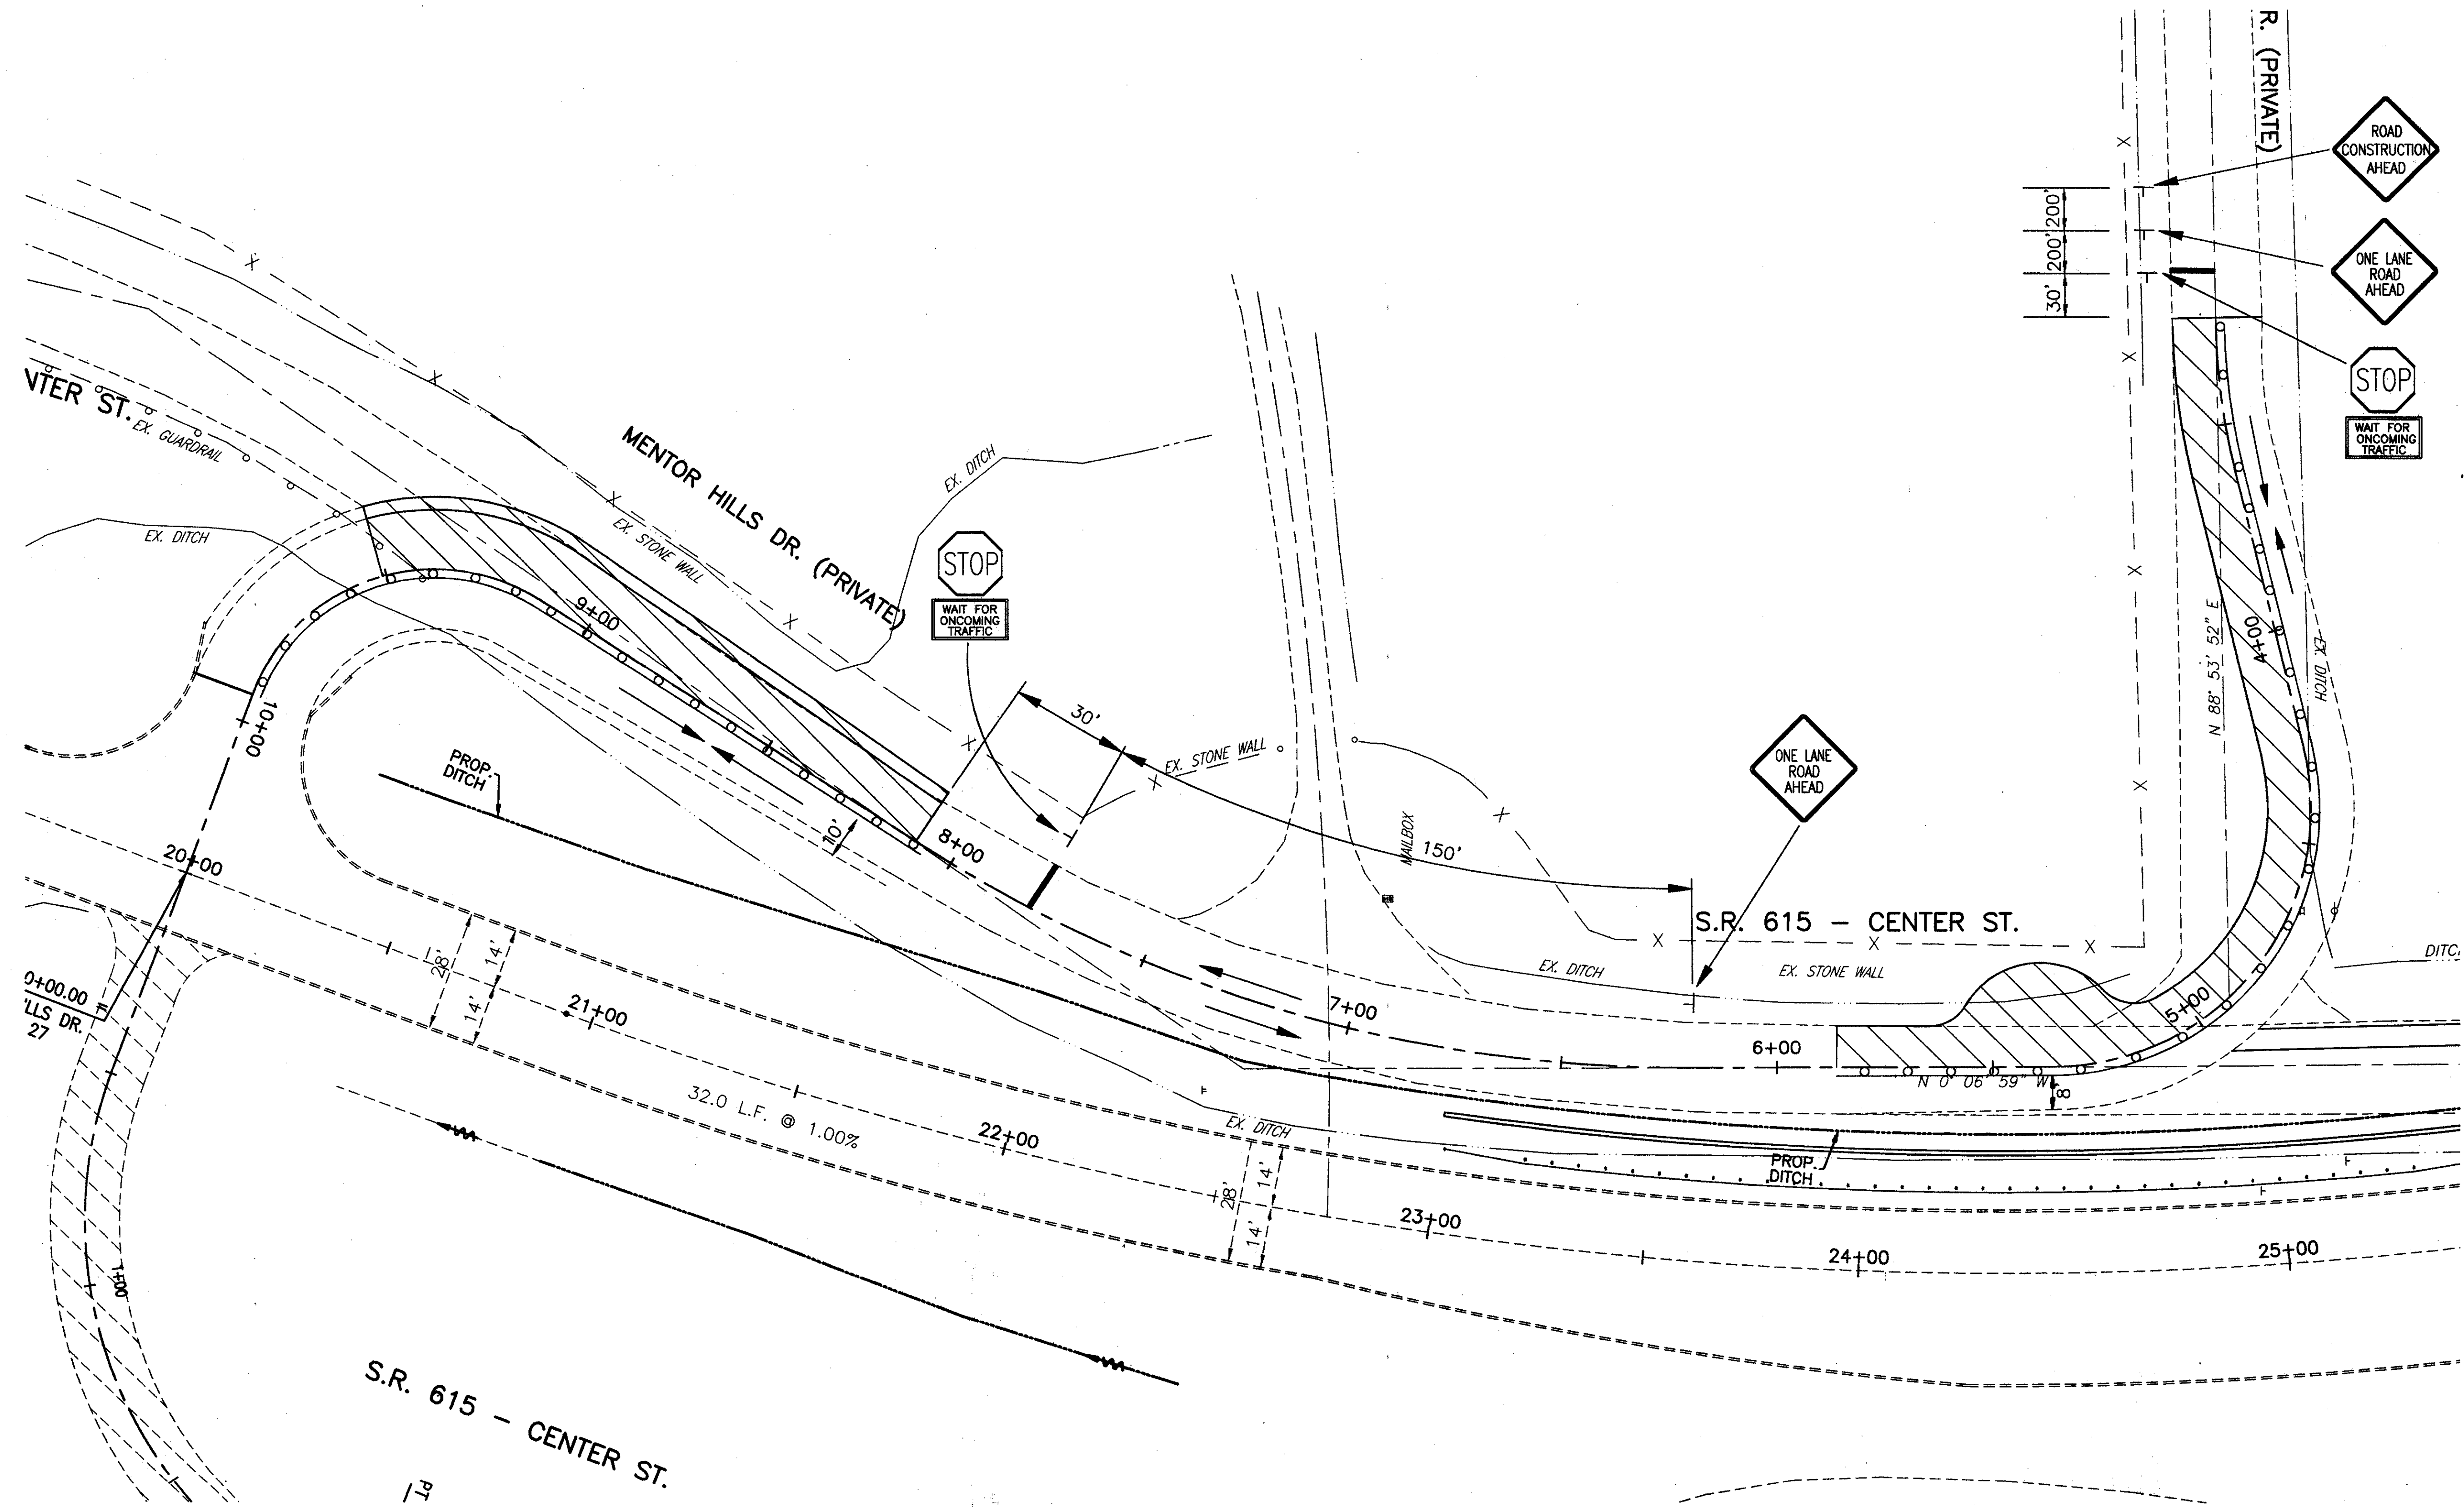 R. (PRIVATE)
ROAD
CONSTRUCTION
AHEAD
200'
200'
30'
ONE LANE
ROAD
AHEAD
STOP
WAIT FOR
ONCOMING
TRAFFIC
NTER ST.
EX. GUARDRAIL
EX. DITCH
MENTOR HILLS DR. (PRIVATE)
EX. STONE WALL
EX. DITCH
STOP
WAIT FOR
ONCOMING
TRAFFIC
9+00
10+00
30'
EX. STONE WALL
8+00
10'
PROP.
DITCH
MAILBOX
150'
ONE LANE
ROAD
AHEAD
N 88° 53' 52" E
4+00
EX. DITCH
S.R. 615 - CENTER ST.
EX. DITCH
EX. STONE WALL
DITC
5+00
7+00
6+00
N 0° 06' 59" W
8'
20+00
0+00.00
LLS DR.
27
28'
14'
14'
21+00
32.0 L.F. @ 1.00%
22+00
EX. DITCH
28'
14'
14'
PROP.
DITCH
23+00
24+00
25+00
1+00
S.R. 615 - CENTER ST.
PT